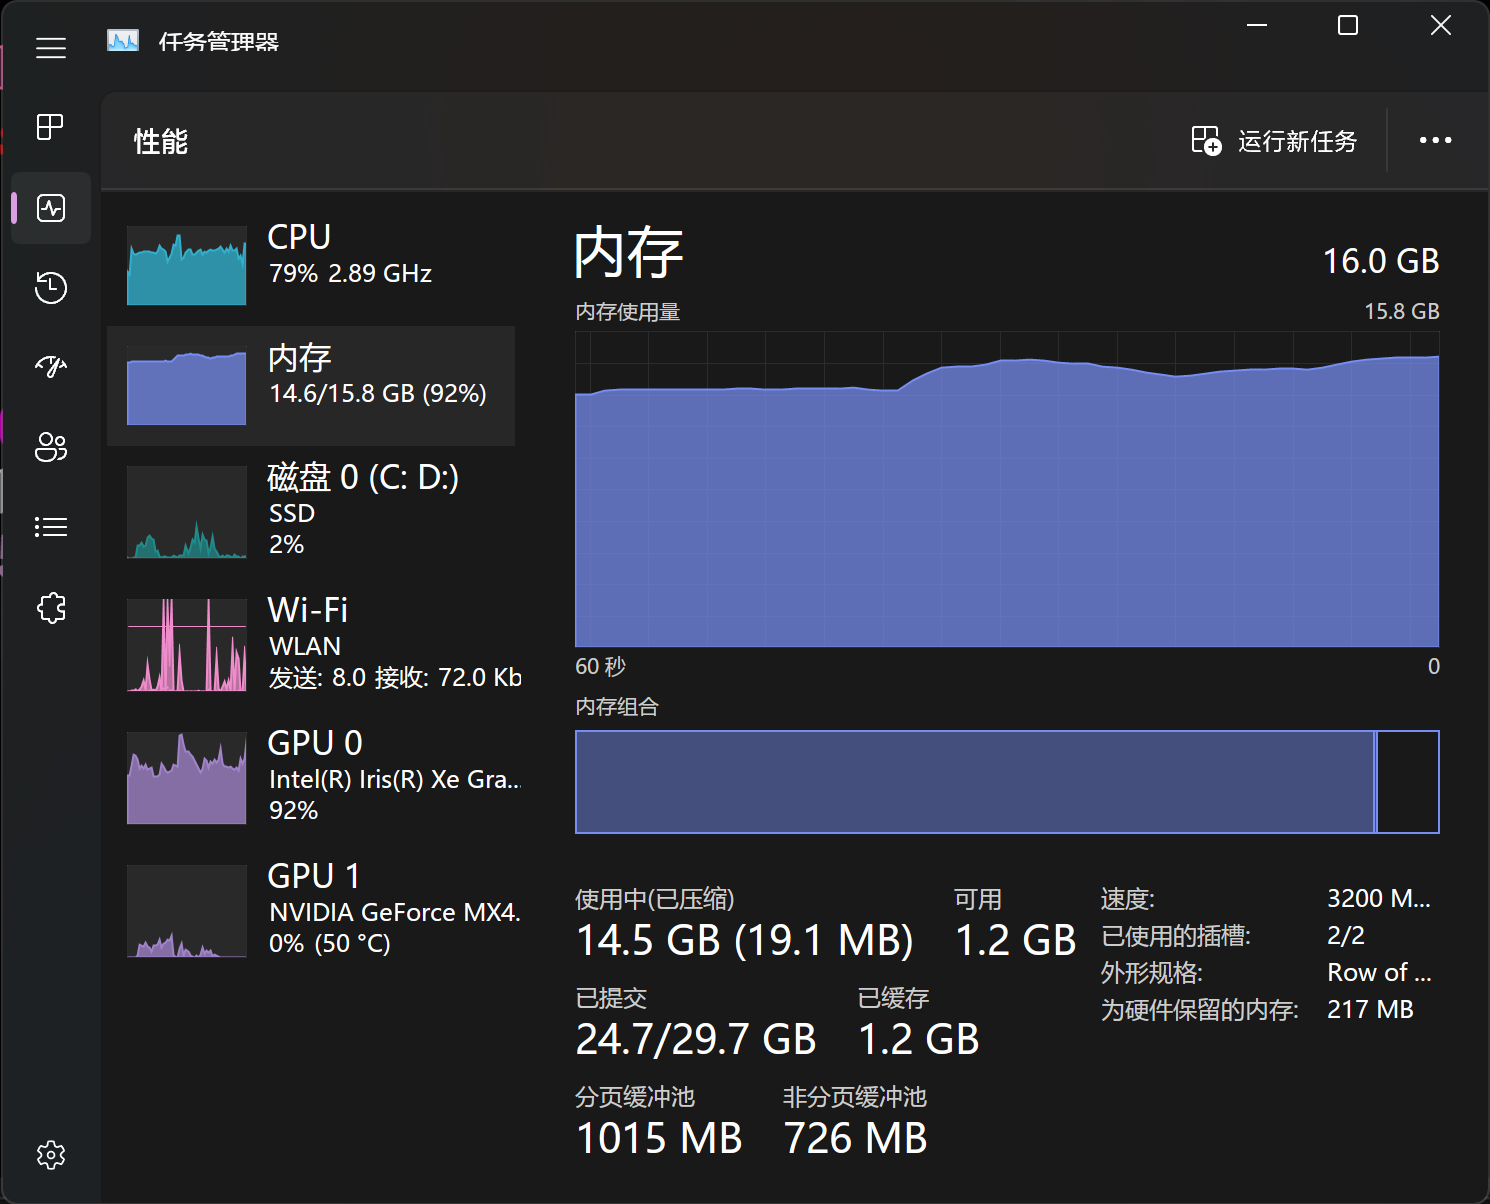 任务管理器
性能
运行新任务
CPU
79% 2.89 GHz
内存
14.6/15.8 GB (92%)
磁盘 0 (C: D:)
SSD
2%
Wi-Fi
WLAN
发送: 8.0 接收: 72.0 Kb
GPU 0
Intel(R) Iris(R) Xe Gra...
92%
GPU 1
NVIDIA GeForce MX4.
0% (50 °C)
内存
16.0 GB
内存使用量
15.8 GB
60 秒
0
内存组合
使用中(已压缩)
14.5 GB (19.1 MB)
可用
1.2 GB
已提交
24.7/29.7 GB
已缓存
1.2 GB
分页缓冲池
1015 MB
非分页缓冲池
726 MB
速度:
3200 M...
已使用的插槽:
2/2
外形规格:
Row of ...
为硬件保留的内存:
217 MB